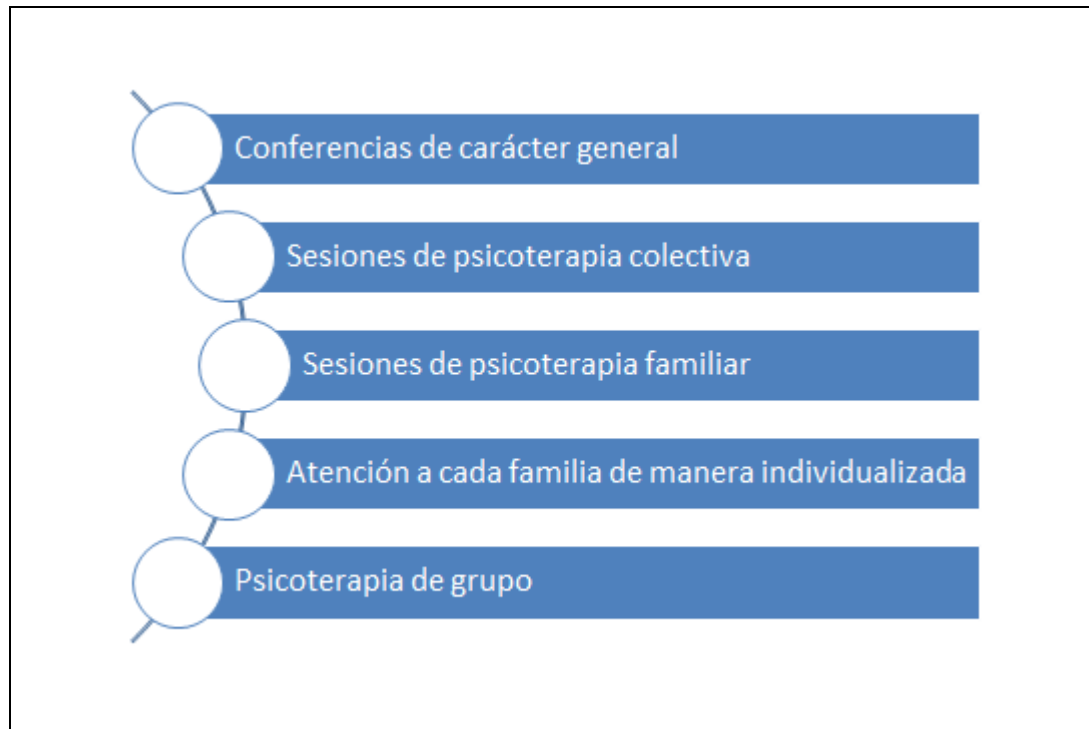 Conferencias de carácter general
Sesiones de psicoterapia colectiva
Sesiones de psicoterapia familiar
Atención a cada familia de manera individualizada
Psicoterapia de grupo